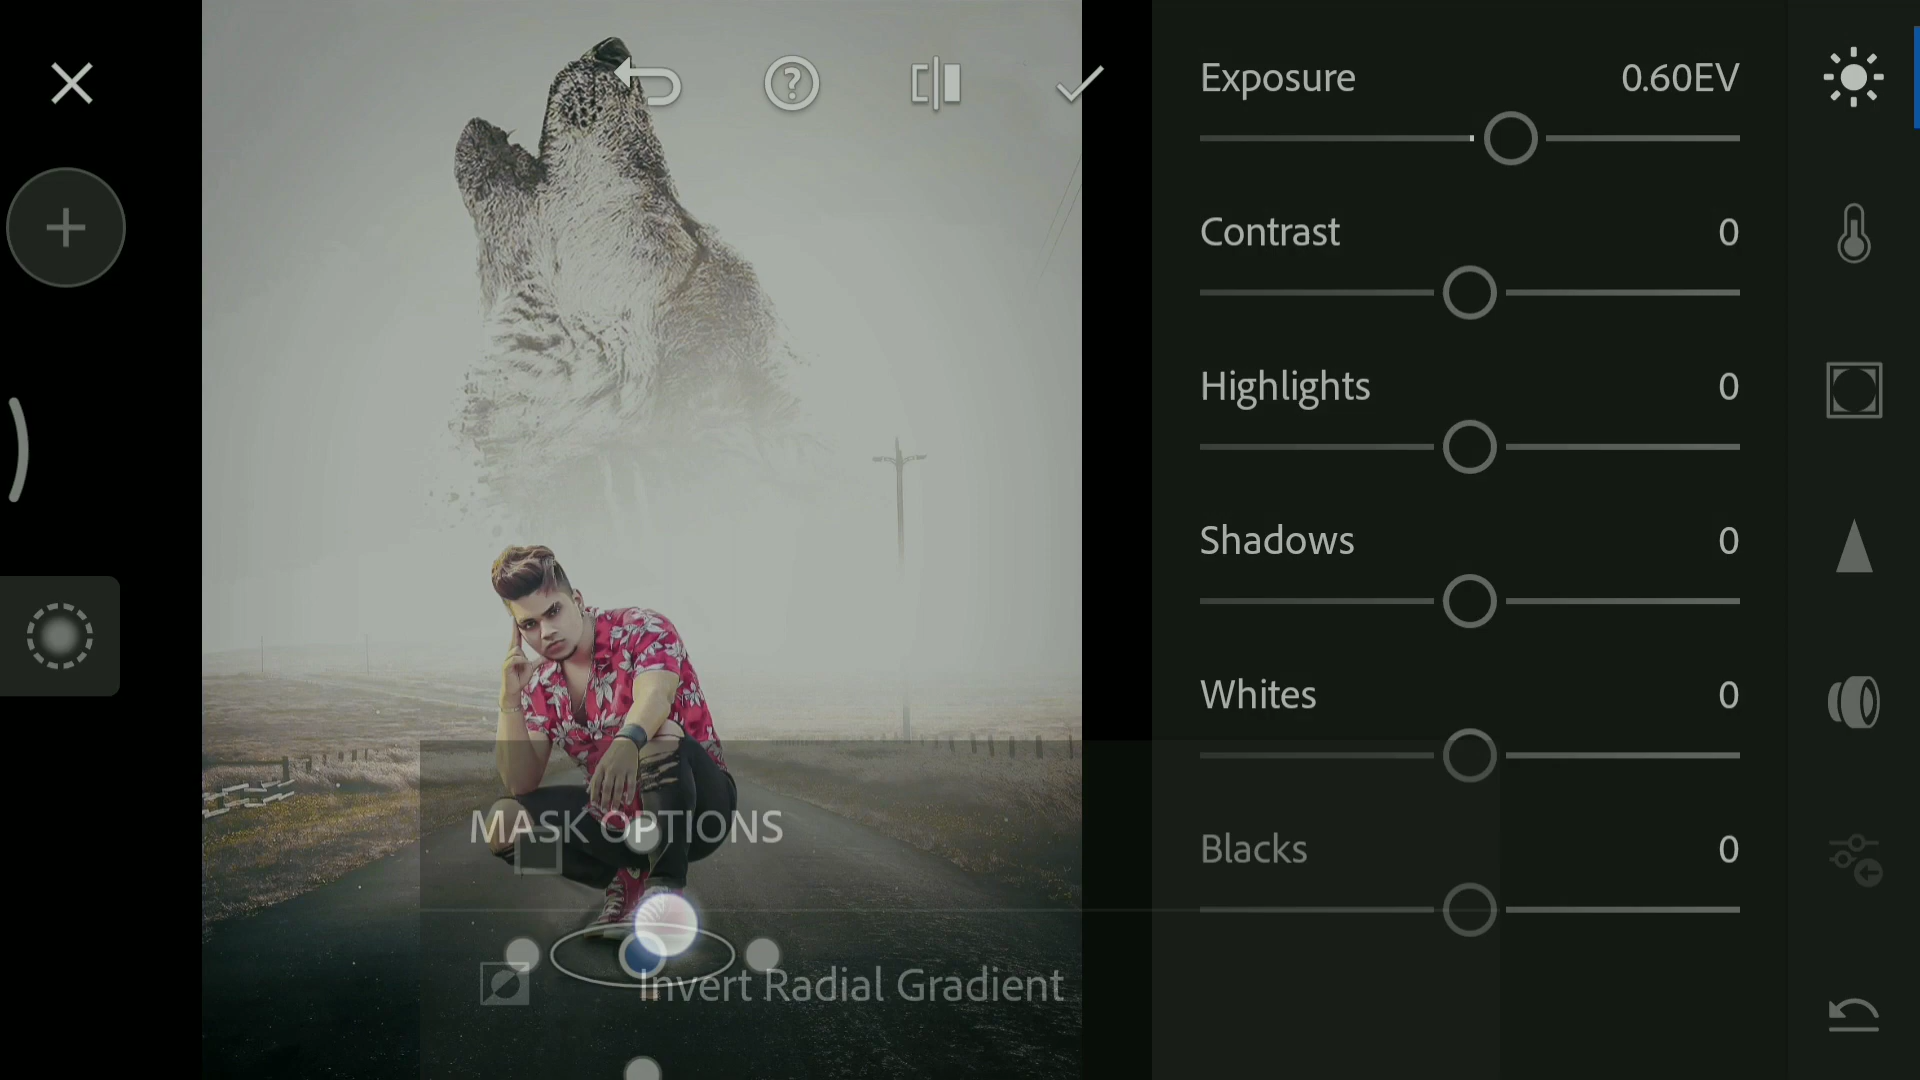 Exposure 0.60EV
Contrast 0
Highlights 0
Shadows 0
Whites 0
MASK OPTIONS
Blacks 0
Invert Radial Gradient